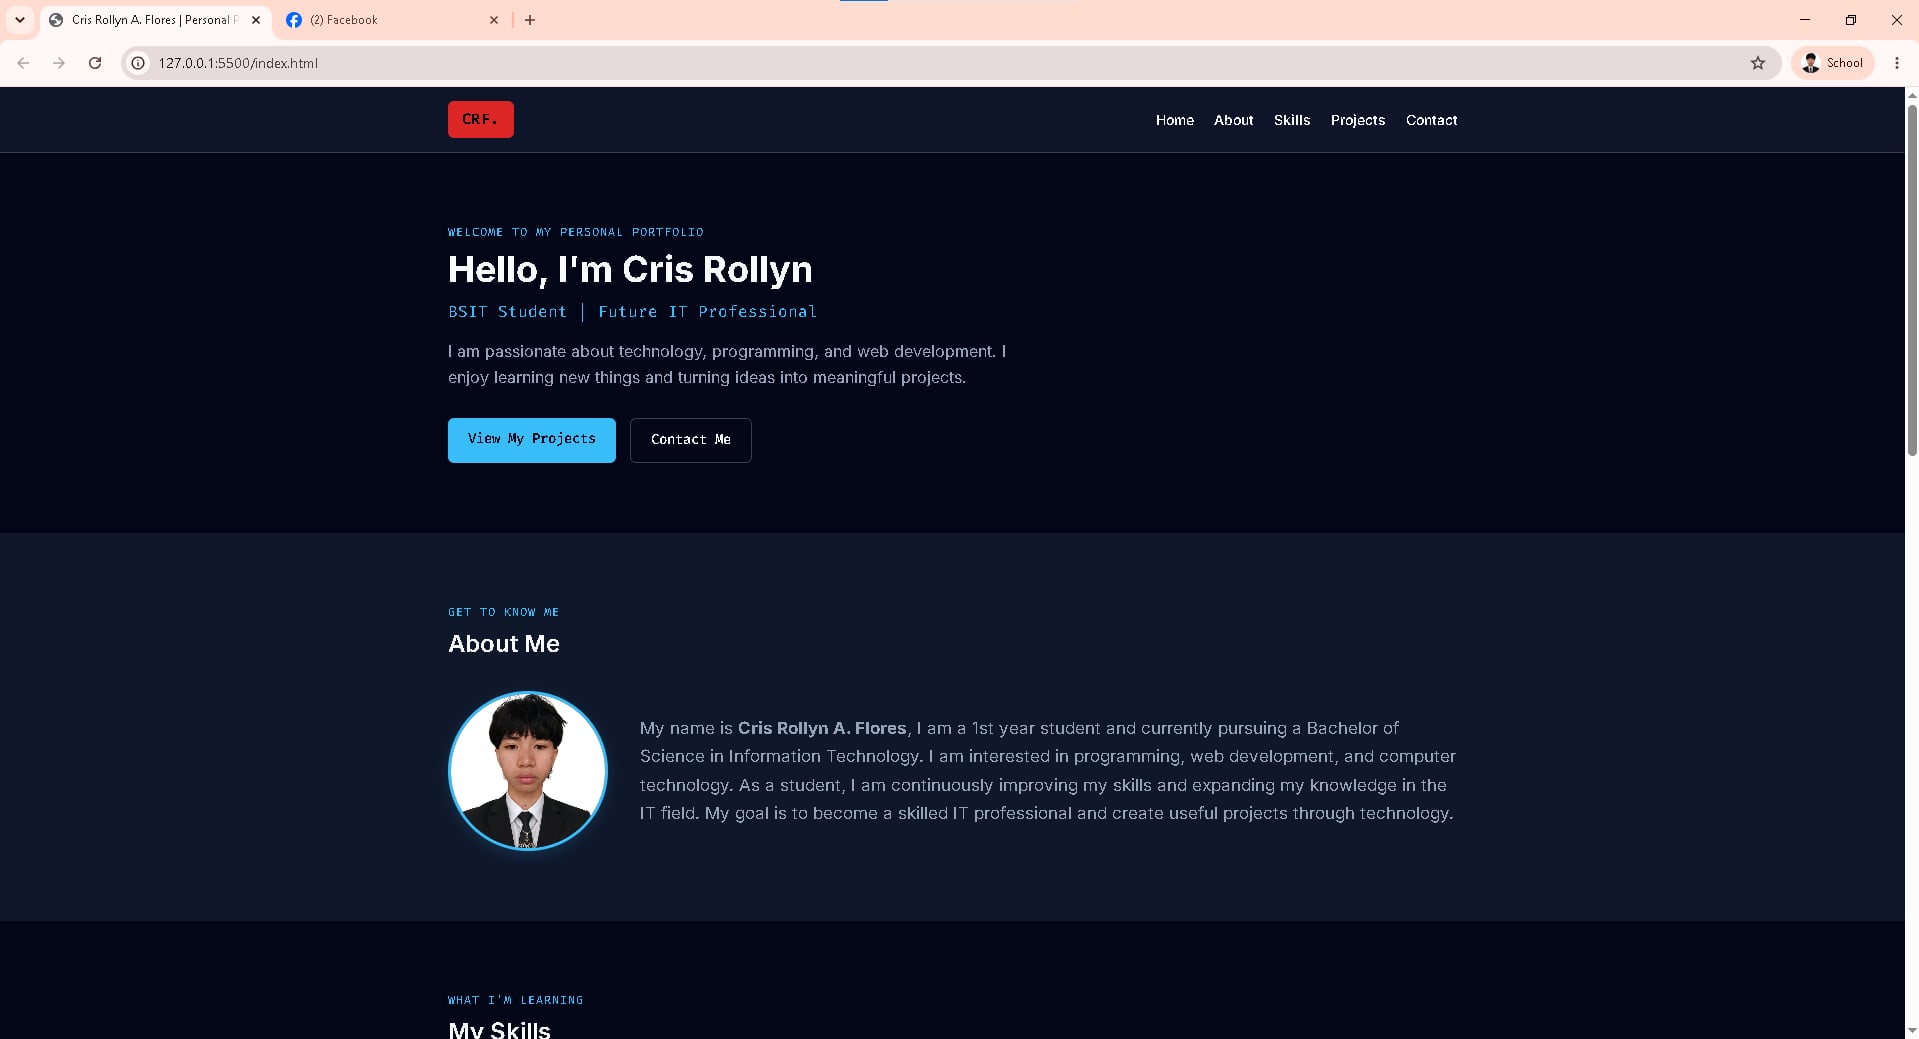 Cris Rollyn A. Flores | Personal P
(2) Facebook
127.0.0.1:5500/index.html
School
CRF.
Home About Skills Projects Contact
WELCOME TO MY PERSONAL PORTFOLIO
Hello, I'm Cris Rollyn
BSIT Student | Future IT Professional
I am passionate about technology, programming, and web development. I
enjoy learning new things and turning ideas into meaningful projects.
View My Projects Contact Me
GET TO KNOW ME
About Me
My name is Cris Rollyn A. Flores, I am a 1st year student and currently pursuing a Bachelor of
Science in Information Technology. I am interested in programming, web development, and computer
technology. As a student, I am continuously improving my skills and expanding my knowledge in the
IT field. My goal is to become a skilled IT professional and create useful projects through technology.
WHAT I'M LEARNING
My Skills